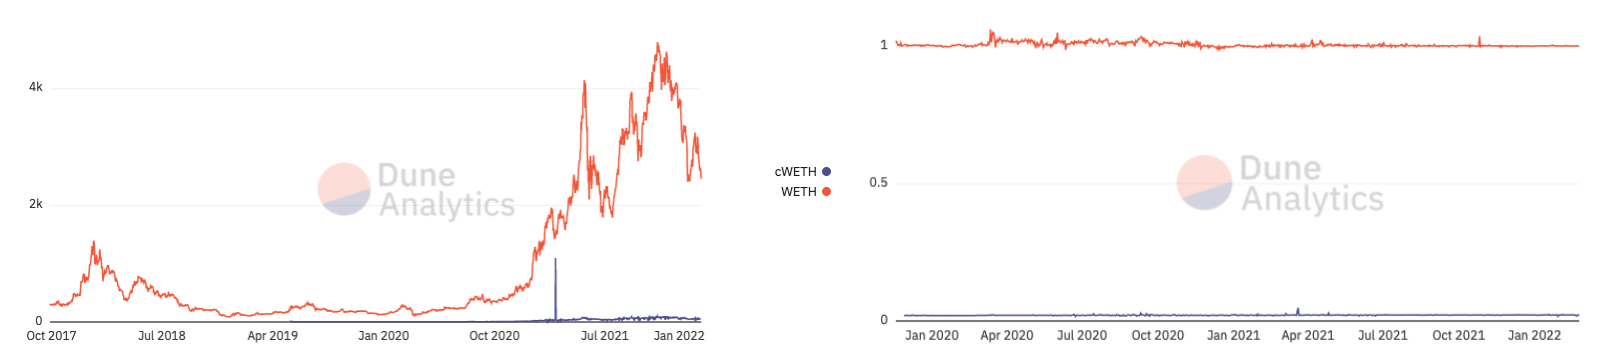 4k
2k
0
Oct 2017
Jul 2018
Apr 2019
Jan 2020
Oct 2020
Jul 2021
Jan 2022
Dune
Analytics
cWETH
WETH
1
0.5
0
Jan 2020
Apr 2020
Jul 2020
Oct 2020
Jan 2021
Apr 2021
Jul 2021
Oct 2021
Jan 2022
Dune
Analytics